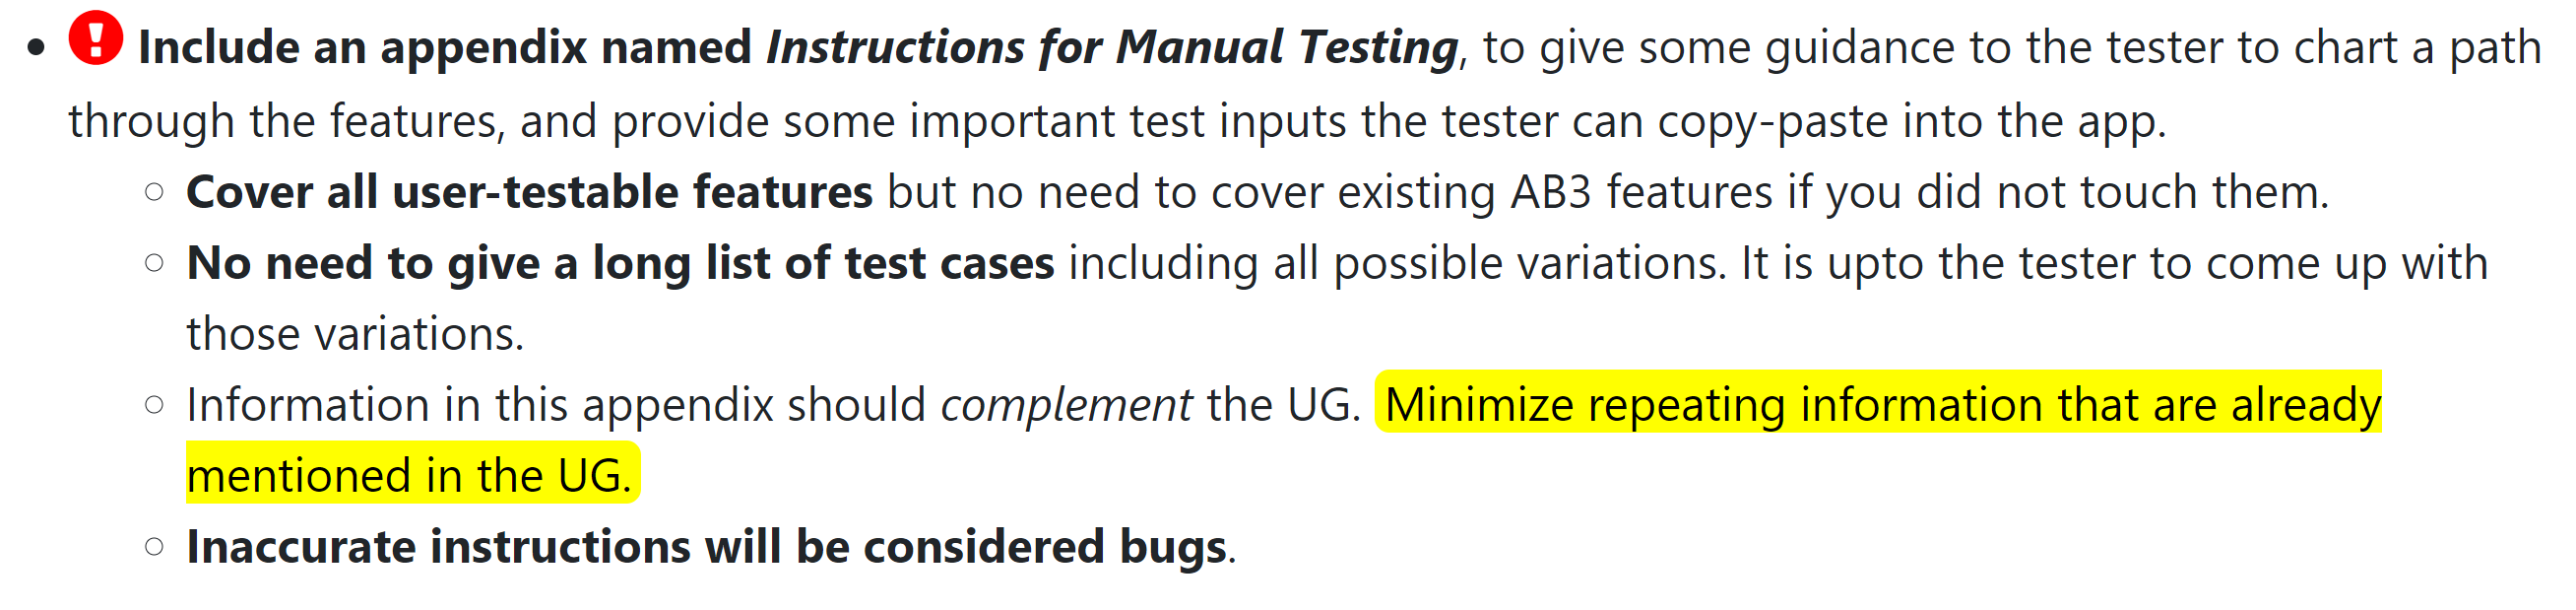 Include an appendix named Instructions for Manual Testing, to give some guidance to the tester to chart a path
through the features, and provide some important test inputs the tester can copy-paste into the app.
Cover all user-testable features but no need to cover existing AB3 features if you did not touch them.
No need to give a long list of test cases including all possible variations. It is upto the tester to come up with
those variations.
Information in this appendix should complement the UG. Minimize repeating information that are already
mentioned in the UG.
Inaccurate instructions will be considered bugs.